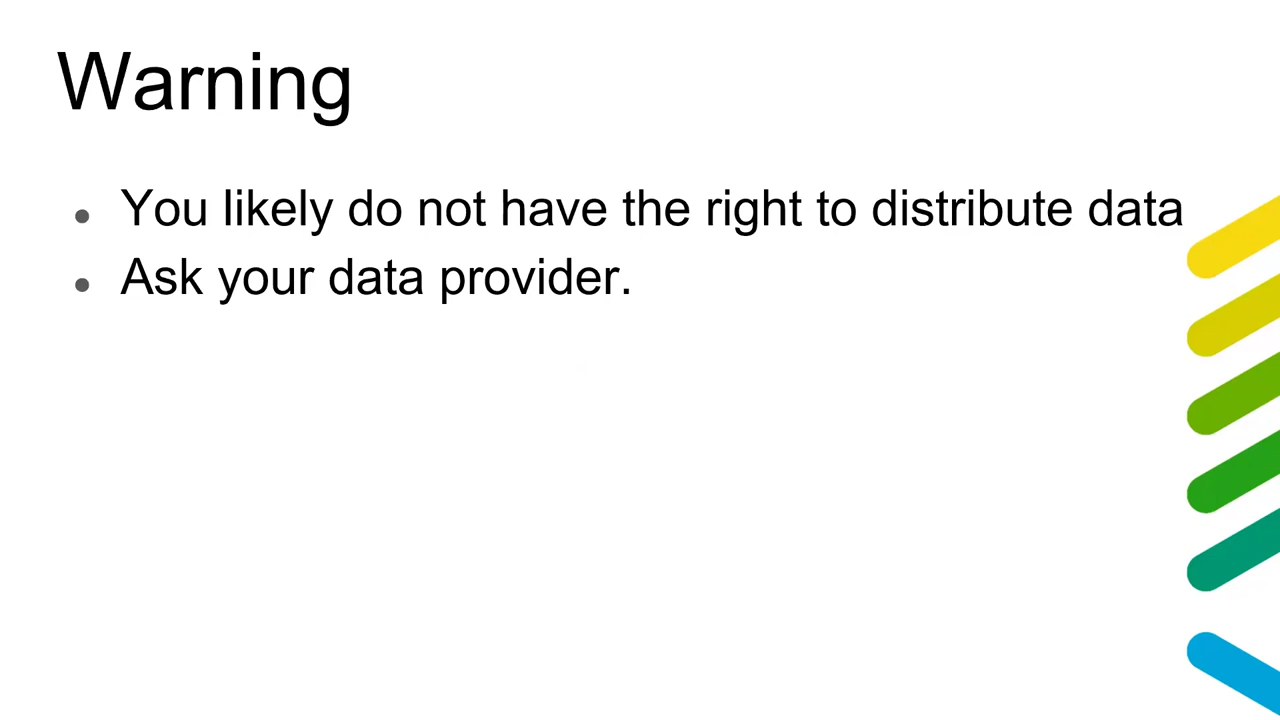 Warning
● You likely do not have the right to distribute data
● Ask your data provider.